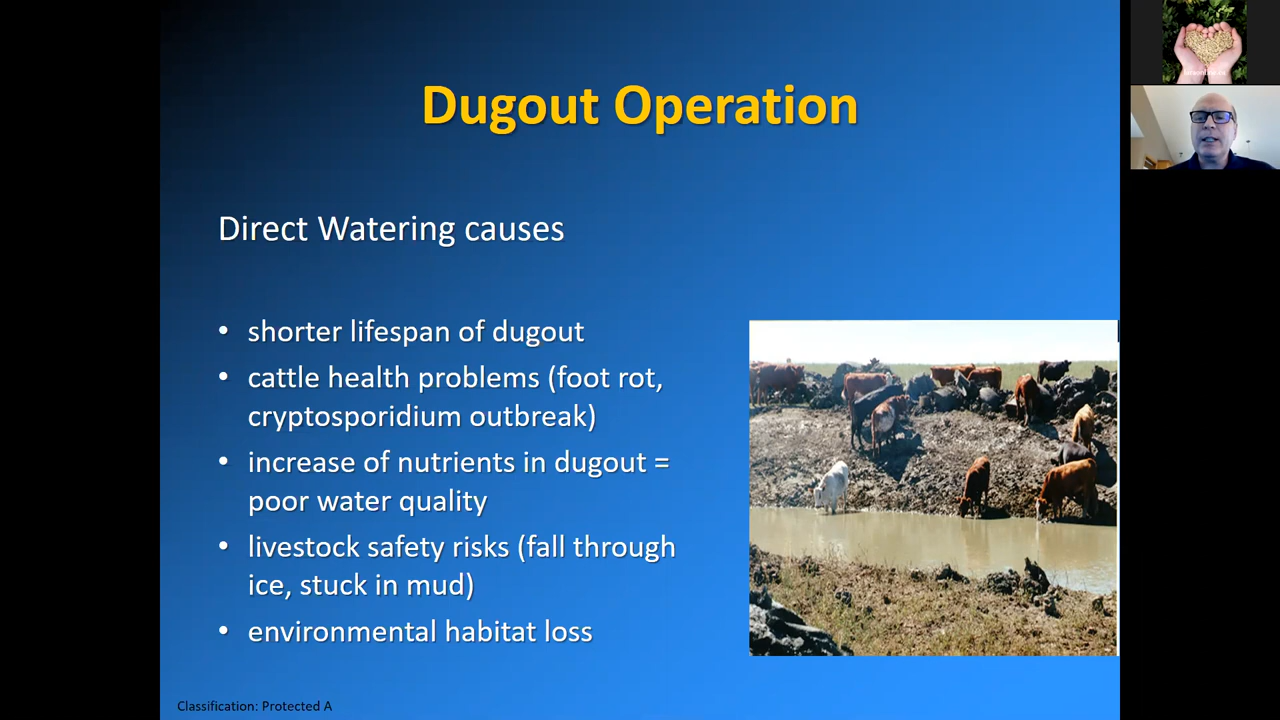 Dugout Operation
Direct Watering causes
• shorter lifespan of dugout
• cattle health problems (foot rot,
cryptosporidium outbreak)
• increase of nutrients in dugout =
poor water quality
• livestock safety risks (fall through
ice, stuck in mud)
• environmental habitat loss
Classification: Protected A